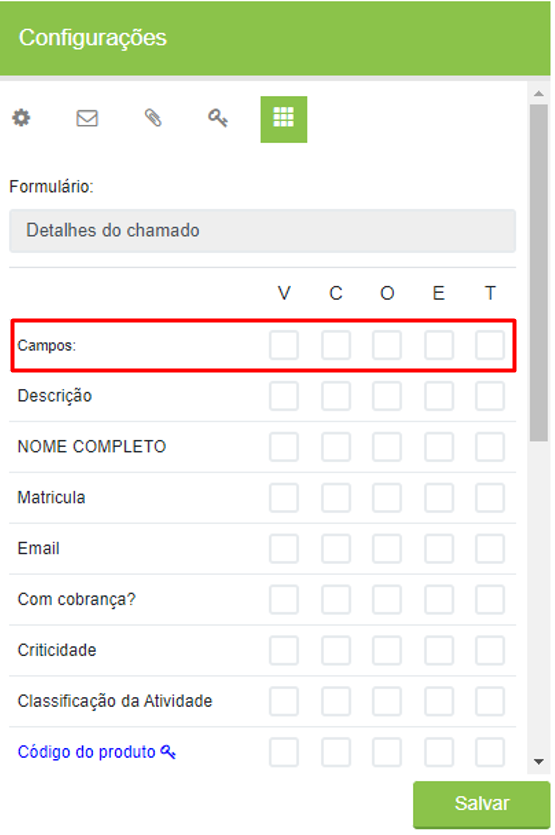 Configurações
Formulário:
Detalhes do chamado
V C O E T
Campos:
Descrição
NOME COMPLETO
Matricula
Email
Com cobrança?
Criticidade
Classificação da Atividade
Código do produto
Salvar